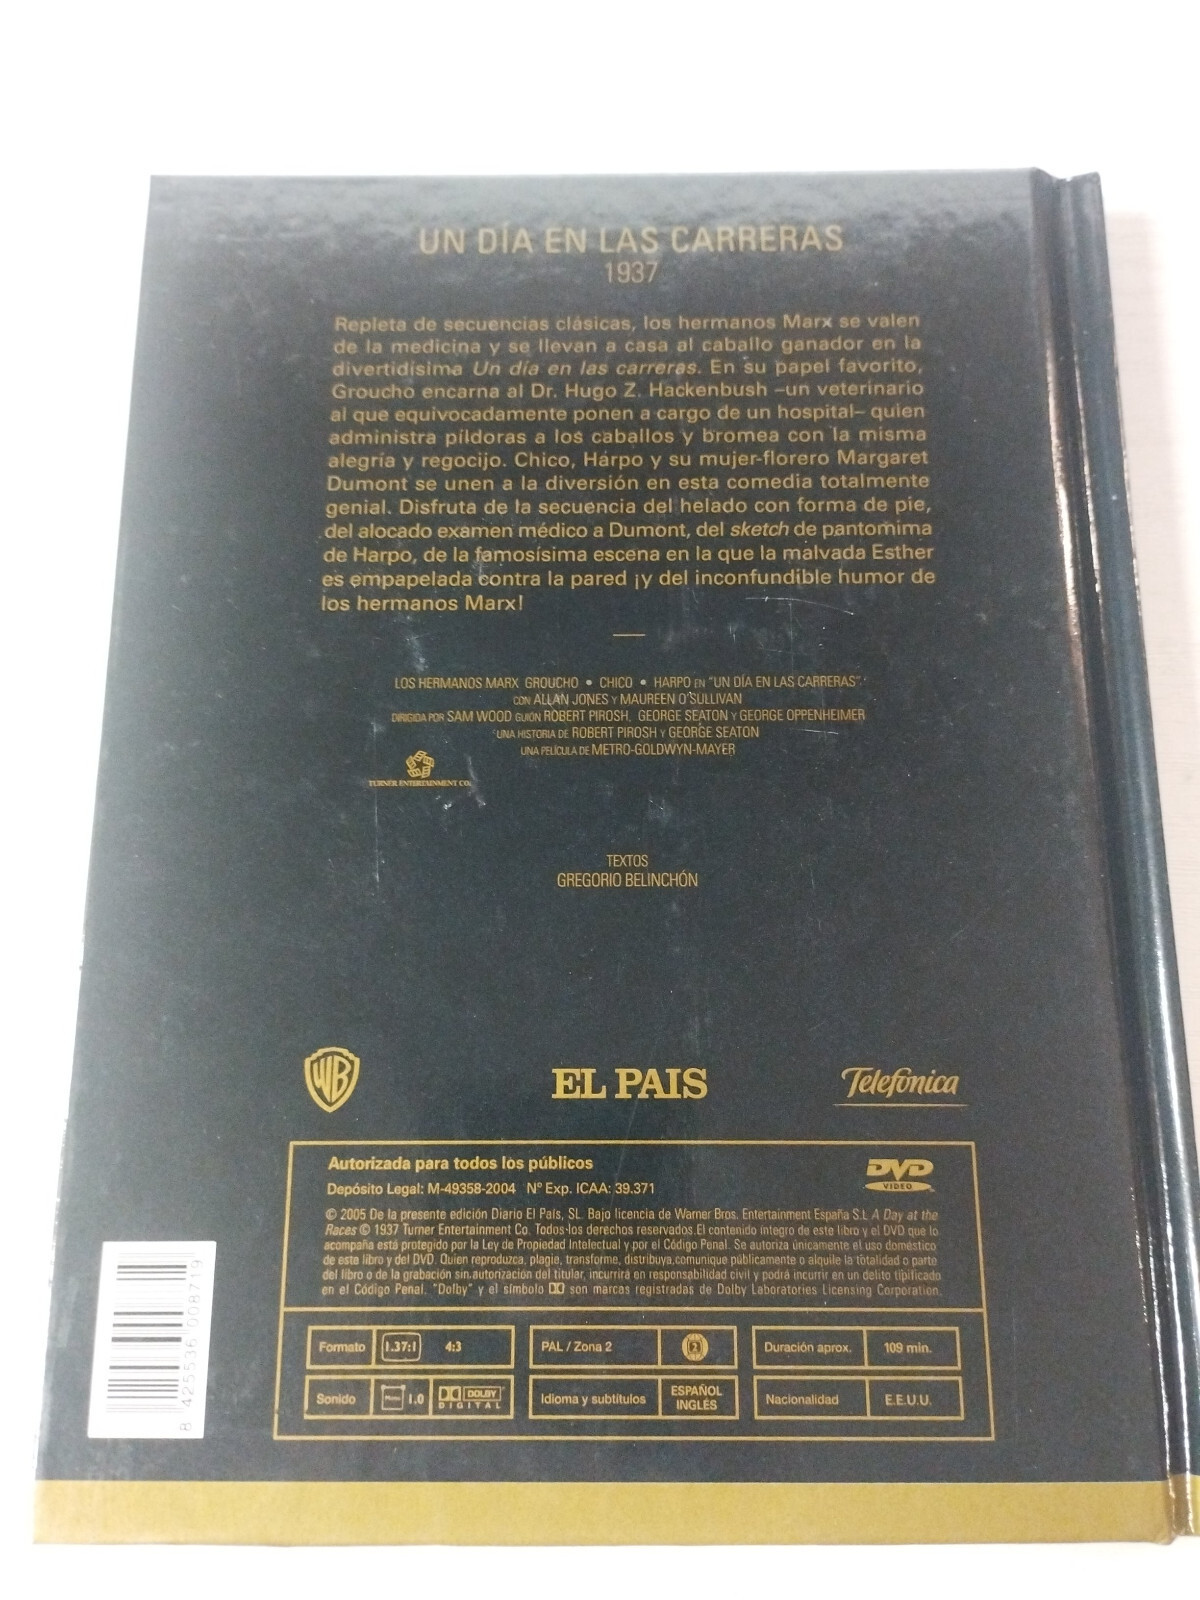 UN DÍA EN LAS CARRERAS
1937
Repleta de secuencias clásicas, los hermanos Marx se valen
de la medicina y se llevan a casa al caballo ganador en la
divertidísima Un día en las carreras. En su papel favorito,
Groucho encarna al Dr. Hugo Z. Hackenbush –un veterinario
al que equivocadamente ponen a cargo de un hospital– quien
administra píldoras a los caballos y bromea con la misma
alegría y regocijo. Chico, Harpo y su mujer-florero Margaret
Dumont se unen a la diversión en esta comedia totalmente
genial. Disfruta de la secuencia del helado con forma de pie,
del alocado examen médico a Dumont, del sketch de pantomima
de Harpo, de la famosísima escena en la que la malvada Esther
es empapelada contra la pared ¡y del inconfundible humor de
los hermanos Marx!
LOS HERMANOS MARX GROUCHO • CHICO • HARPO EN "UN DÍA EN LAS CARRERAS"
CON ALLAN JONES Y MAUREEN O'SULLIVAN
DIRIGIDA POR SAM WOOD GUIÓN ROBERT PIROSH, GEORGE SEATON Y GEORGE OPPENHEIMER
UNA HISTORIA DE ROBERT PIROSH Y GEORGE SEATON
UNA PELÍCULA DE METRO-GOLDWYN-MAYER
TURNER ENTERTAINMENT CO.
TEXTOS
GREGORIO BELINCHÓN
WB
EL PAIS
Telefónica
Autorizada para todos los públicos
DVD VIDEO
Depósito Legal: M-49358-2004 Nº Exp. ICAA: 39.371
© 2005 De la presente edición Diario El País, SL. Bajo licencia de Warner Bros. Entertainment España S.L A Day at the
Races © 1937 Turner Entertainment Co. Todos los derechos reservados.El contenido íntegro de este libro y el DVD que lo
acompaña está protegido por la Ley de Propiedad Intelectual y por el Código Penal. Se autoriza únicamente el uso doméstico
de este libro y del DVD. Quien reproduzca, plagie, transforme, distribuya,comunique públicamente o alquile la totalidad o parte
del libro o de la grabación sin autorización del titular, incurrirá en responsabilidad civil y podrá incurrir en un delito tipificado
en el Código Penal. "Dolby" y el símbolo DD son marcas registradas de Dolby Laboratories Licensing Corporation.
Formato 1.37:1 4:3
PAL / Zona 2 2
Duración aprox. 109 min.
Sonido Mono 1.0 DOLBY DIGITAL
Idioma y subtítulos ESPAÑOL INGLÉS
Nacionalidad E.E.U.U.
8 425536 008719